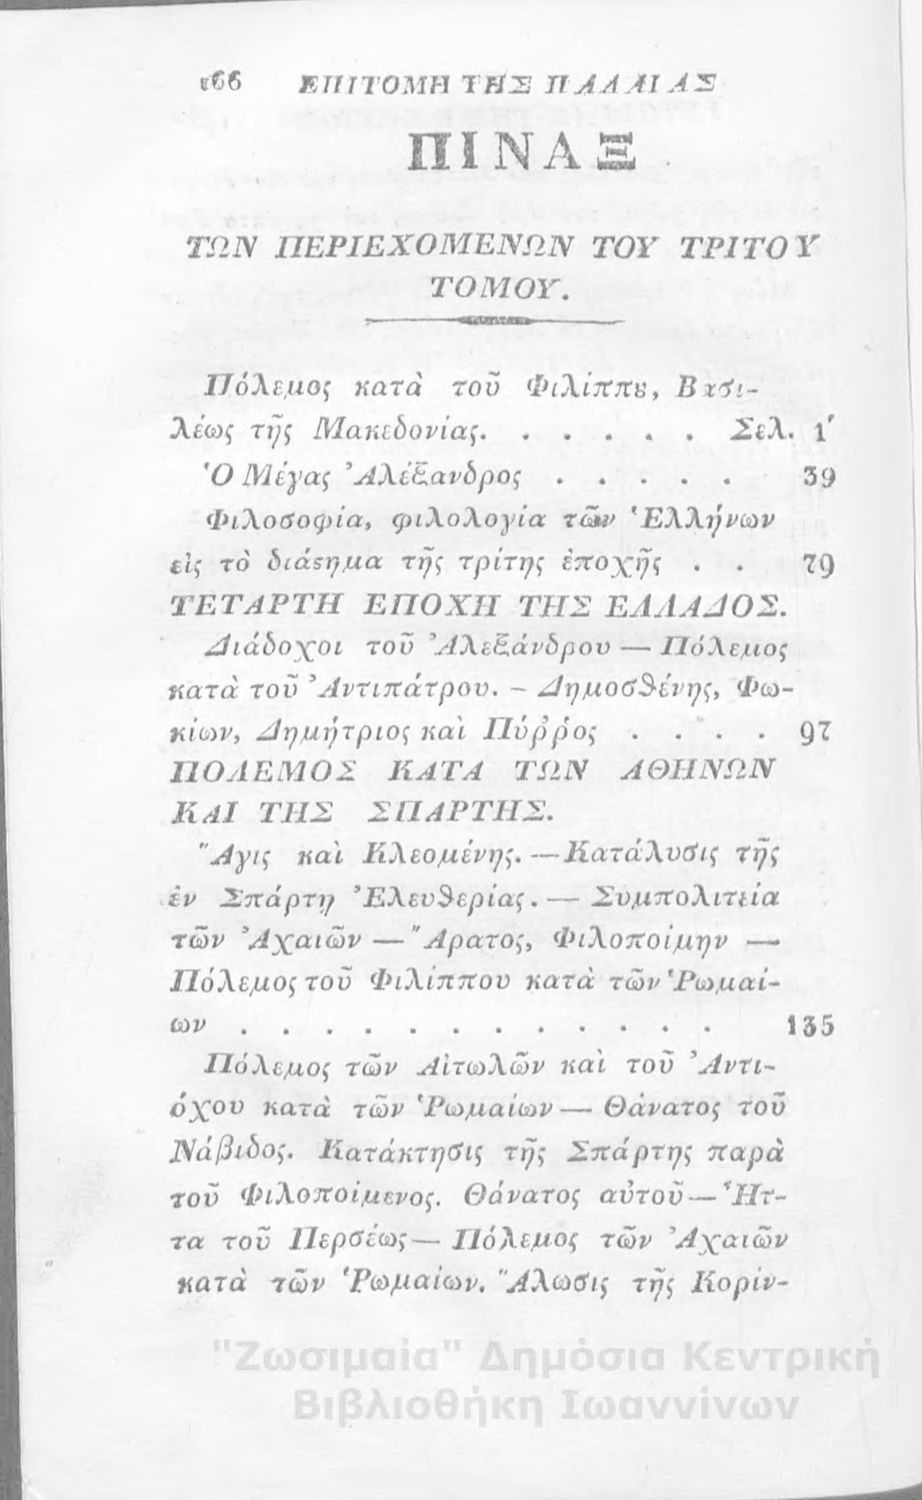 166 ΕΠΙΤΟΜΗ ΤΗΣ ΠΑΛΑΙΑΣ
ΠΙΝΑΞ
ΤΩΝ ΠΕΡΙΕΧΟΜΕΝΩΝ ΤΟΥ ΤΡΙΤΟΥ
ΤΟΜΟΥ.
Πόλεμος κατὰ τοῦ Φιλίππȣ, Βασι-
λέως τῆς Μακεδονίας. . . . . . . Σελ. 1
Ὁ Μέγας Ἀλέξανδρος . . . . . 39
Φιλοσοφία, φιλολογία τῶν Ἑλλήνων
εἰς τὸ διάϛημα τῆς τρίτης ἐποχῆς . . 79
ΤΕΤΑΡΤΗ ΕΠΟΧΗ ΤΗΣ ΕΛΛΑΔΟΣ.
Διάδοχοι τοῦ Ἀλεξάνδρου — Πόλεμος
κατὰ τοῦ Ἀντιπάτρου. – Δημοσϑένης, Φω-
κίων, Δημήτριος καὶ Πύῤῥος . . . . 97
ΠΟΛΕΜΟΣ ΚΑΤΑ ΤΩΝ ΑΘΗΝΩΝ
ΚΑΙ ΤΗΣ ΣΠΑΡΤΗΣ.
Ἄγις καὶ Κλεομένης. — Κατάλυσις τῆς
ἐν Σπάρτῃ Ἐλευϑερίας. — Συμπολιτεία
τῶν Ἀχαιῶν — Ἄρατος, Φιλοποίμην —
Πόλεμος τοῦ Φιλίππου κατὰ τῶν Ῥωμαί-
ων . . . . . . . . . . . . 135
Πόλεμος τῶν Αἰτωλῶν καὶ τοῦ Ἀντι-
όχου κατὰ τῶν Ῥωμαίων — Θάνατος τοῦ
Νάβιδος. Κατάκτησις τῆς Σπάρτης παρὰ
τοῦ Φιλοποίμενος. Θάνατος αὐτοῦ — Ἧτ-
τα τοῦ Περσέως — Πόλεμος τῶν Ἀχαιῶν
κατὰ τῶν Ῥωμαίων. Ἅλωσις τῆς Κορίν-
"Ζωσιμαία" Δημόσια Κεντρική
Βιβλιοθήκη Ιωαννίνων